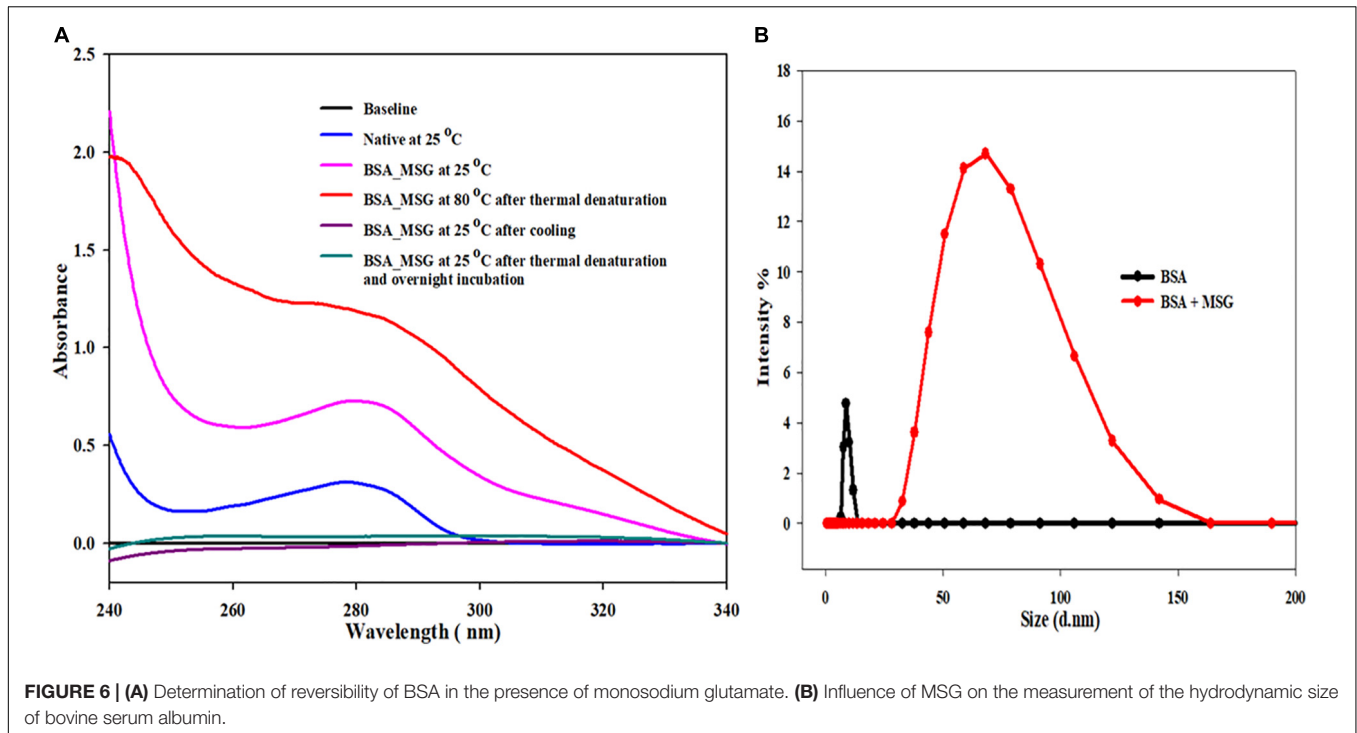 A
2.5
2.0
1.5
1.0
0.5
0.0
Absorbance
Baseline
Native at 25 °C
BSA_MSG at 25 °C
BSA_MSG at 80 °C after thermal denaturation
BSA_MSG at 25 °C after cooling
BSA_MSG at 25 °C after thermal denaturation
and overnight incubation
240 260 280 300 320 340
Wavelength ( nm)
B
18
16
14
12
10
8
6
4
2
0
Intensity %
BSA
BSA + MSG
0 50 100 150 200
Size (d.nm)
FIGURE 6 | (A) Determination of reversibility of BSA in the presence of monosodium glutamate. (B) Influence of MSG on the measurement of the hydrodynamic size
of bovine serum albumin.